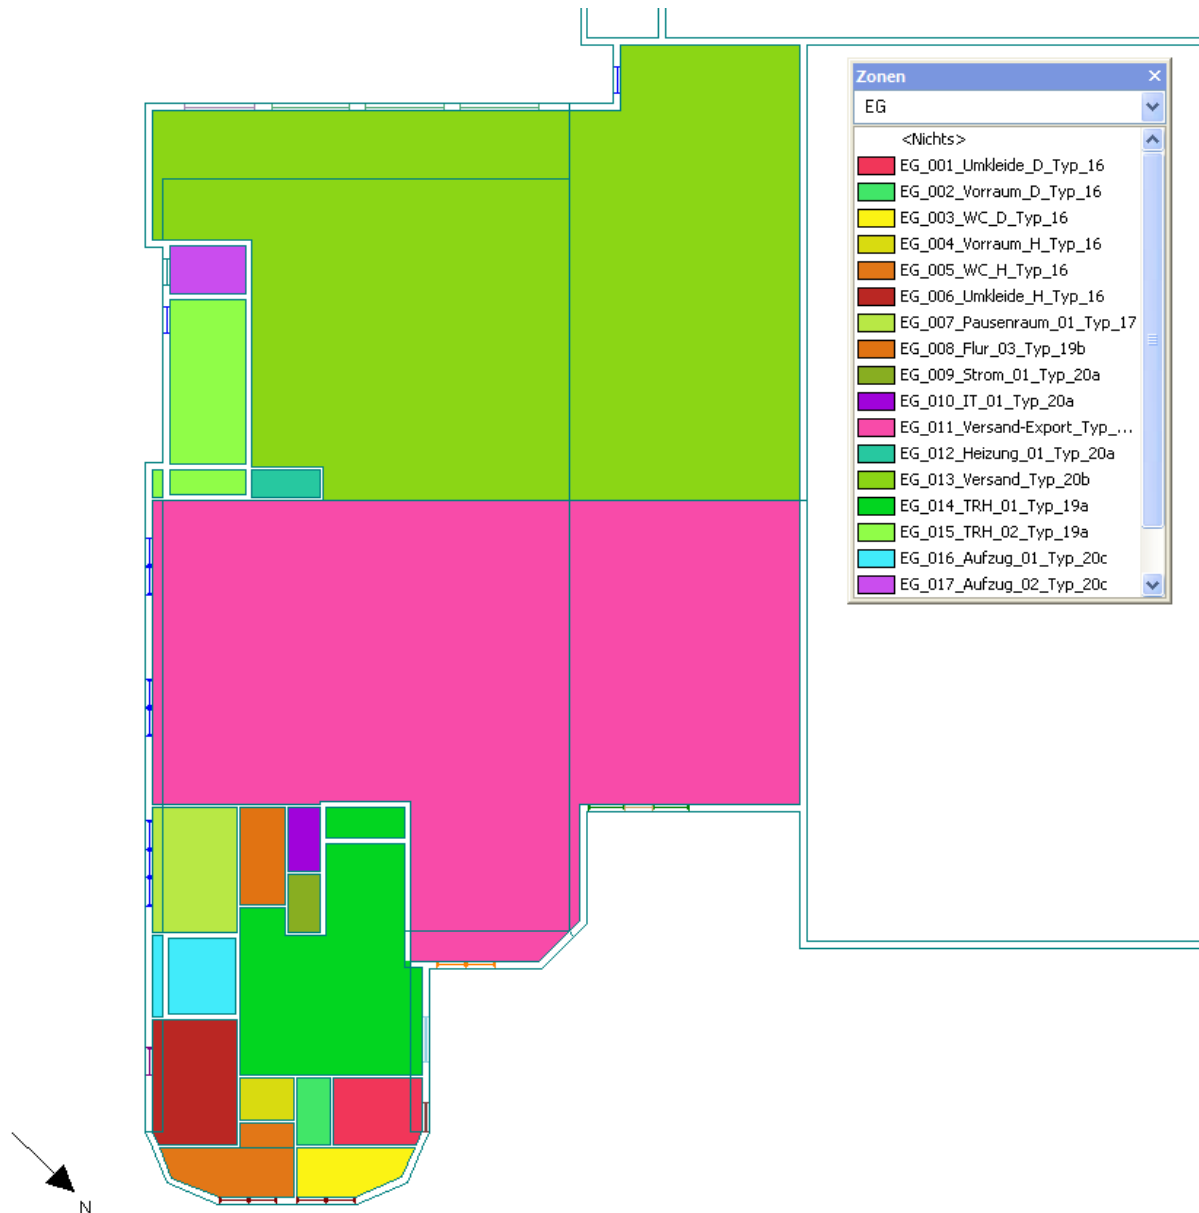 Zonen
EG
<Nichts>
EG_001_Umkleide_D_Typ_16
EG_002_Vorraum_D_Typ_16
EG_003_WC_D_Typ_16
EG_004_Vorraum_H_Typ_16
EG_005_WC_H_Typ_16
EG_006_Umkleide_H_Typ_16
EG_007_Pausenraum_01_Typ_17
EG_008_Flur_03_Typ_19b
EG_009_Strom_01_Typ_20a
EG_010_IT_01_Typ_20a
EG_011_Versand-Export_Typ_...
EG_012_Heizung_01_Typ_20a
EG_013_Versand_Typ_20b
EG_014_TRH_01_Typ_19a
EG_015_TRH_02_Typ_19a
EG_016_Aufzug_01_Typ_20c
EG_017_Aufzug_02_Typ_20c
N